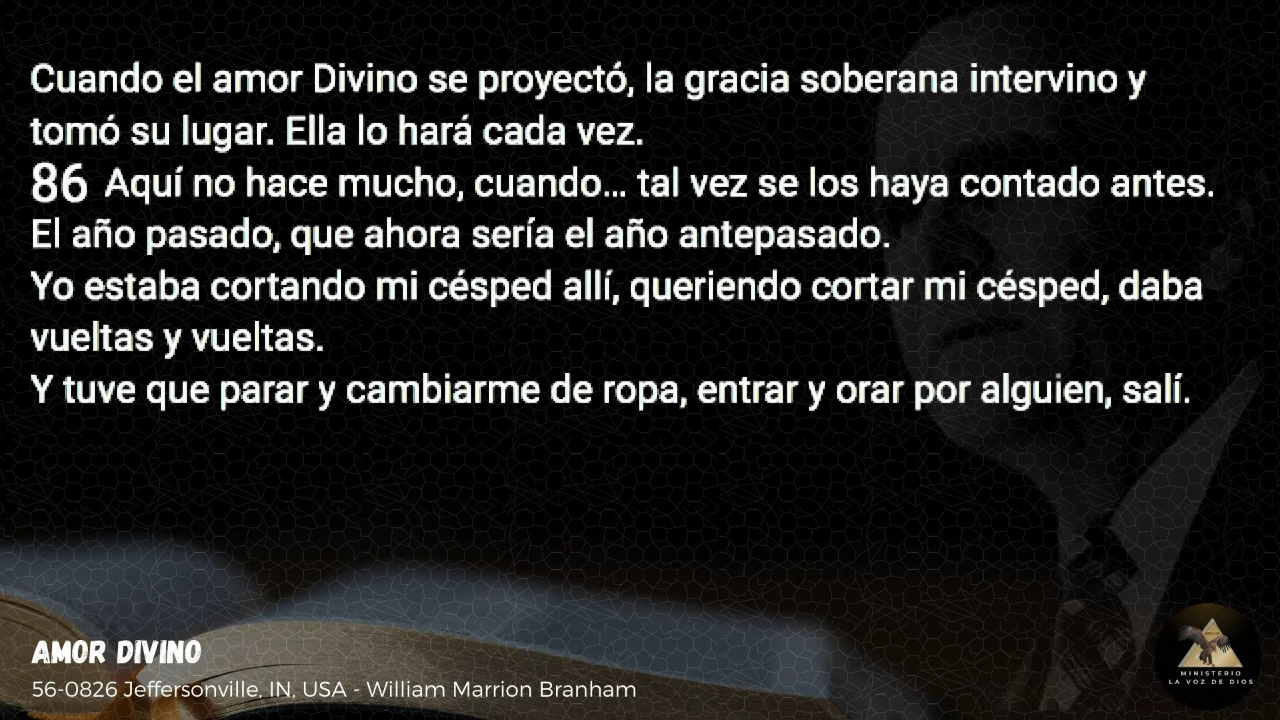 Cuando el amor Divino se proyectó, la gracia soberana intervino y
tomó su lugar. Ella lo hará cada vez.
86 Aquí no hace mucho, cuando... tal vez se los haya contado antes.
El año pasado, que ahora sería el año antepasado.
Yo estaba cortando mi césped allí, queriendo cortar mi césped, daba
vueltas y vueltas.
Y tuve que parar y cambiarme de ropa, entrar y orar por alguien, salí.
AMOR DIVINO
56-0826 Jeffersonville, IN, USA - William Marrion Branham
MINISTERIO
LA VOZ DE DIOS